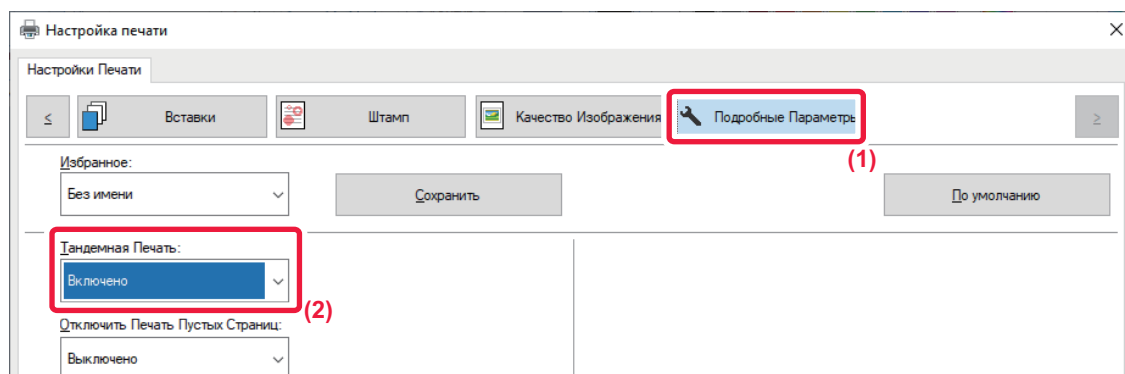 Настройка печати
Настройки Печати
< Вставки Штамп Качество Изображения Подробные Параметры >
(1)
Избранное:
Без имени Сохранить По умолчанию
Тандемная Печать:
Включено
(2)
Отключить Печать Пустых Страниц:
Выключено